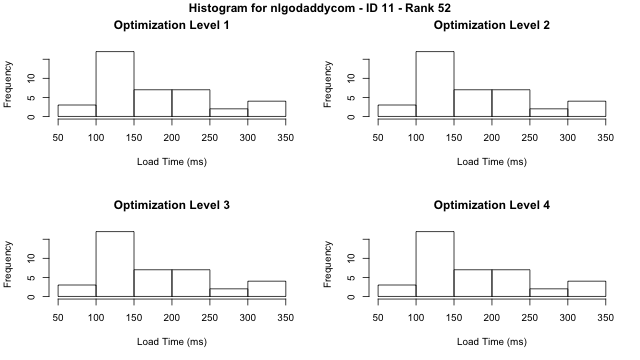 Histogram for nlgodaddycom - ID 11 - Rank 52
Optimization Level 1
Frequency
0 5 10
50 100 150 200 250 300 350
Load Time (ms)
Optimization Level 2
Frequency
0 5 10
50 100 150 200 250 300 350
Load Time (ms)
Optimization Level 3
Frequency
0 5 10
50 100 150 200 250 300 350
Load Time (ms)
Optimization Level 4
Frequency
0 5 10
50 100 150 200 250 300 350
Load Time (ms)